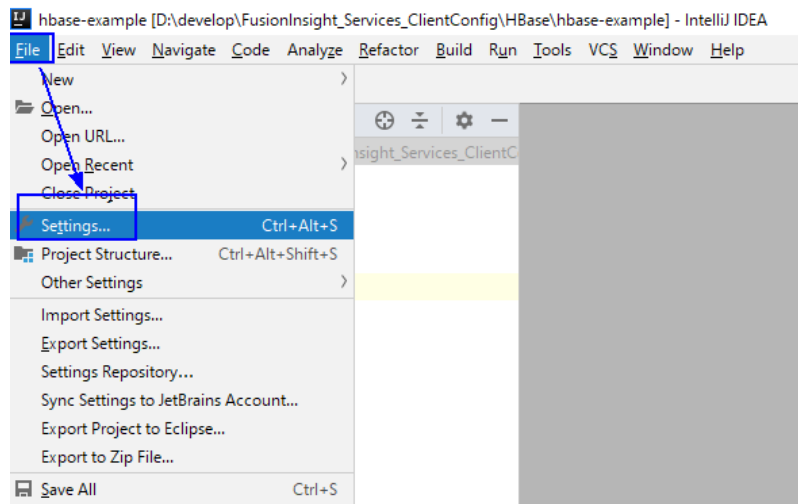 IJ hbase-example [D:\develop\FusionInsight_Services_ClientConfig\HBase\hbase-example] - IntelliJ IDEA
File Edit View Navigate Code Analyze Refactor Build Run Tools VCS Window Help
New
Open...
Open URL...
Open Recent
nsight_Services_ClientC
Close Project
Settings... Ctrl+Alt+S
Project Structure... Ctrl+Alt+Shift+S
Other Settings
Import Settings...
Export Settings...
Settings Repository...
Sync Settings to JetBrains Account...
Export Project to Eclipse...
Export to Zip File...
Save All Ctrl+S